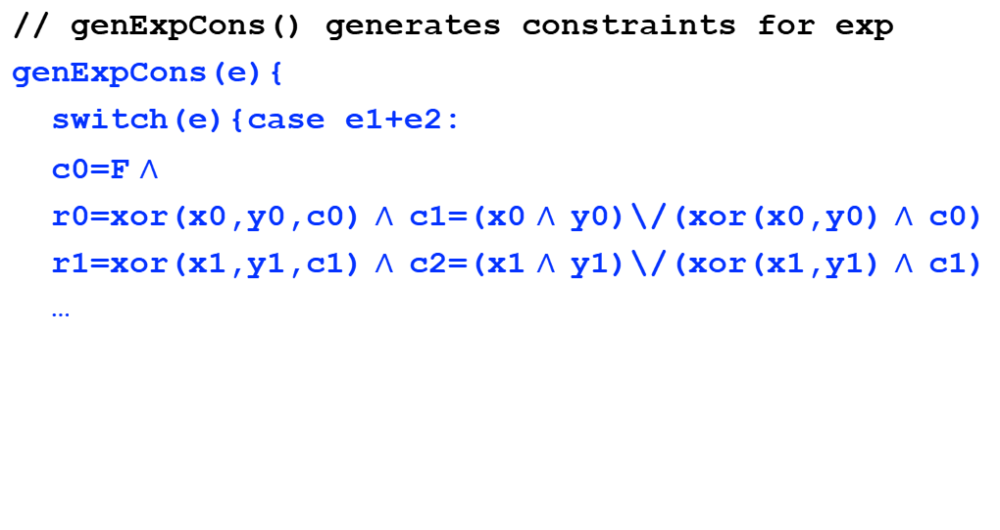 // genExpCons() generates constraints for exp
genExpCons(e){
switch(e){case e1+e2:
c0=F ∧
r0=xor(x0,y0,c0) ∧ c1=(x0 ∧ y0)\/(xor(x0,y0) ∧ c0)
r1=xor(x1,y1,c1) ∧ c2=(x1 ∧ y1)\/(xor(x1,y1) ∧ c1)
…